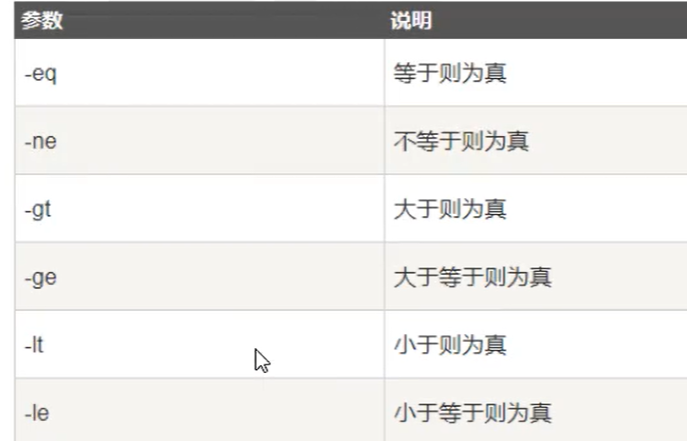 参数 说明
-eq 等于则为真
-ne 不等于则为真
-gt 大于则为真
-ge 大于等于则为真
-lt 小于则为真
-le 小于等于则为真